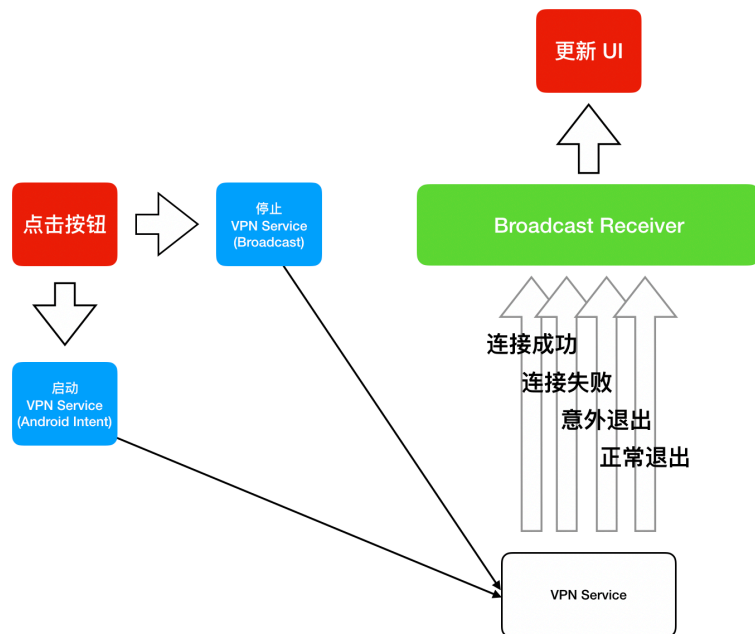 更新 UI
点击按钮
停止
VPN Service
(Broadcast)
Broadcast Receiver
启动
VPN Service
(Android Intent)
连接成功
连接失败
意外退出
正常退出
VPN Service